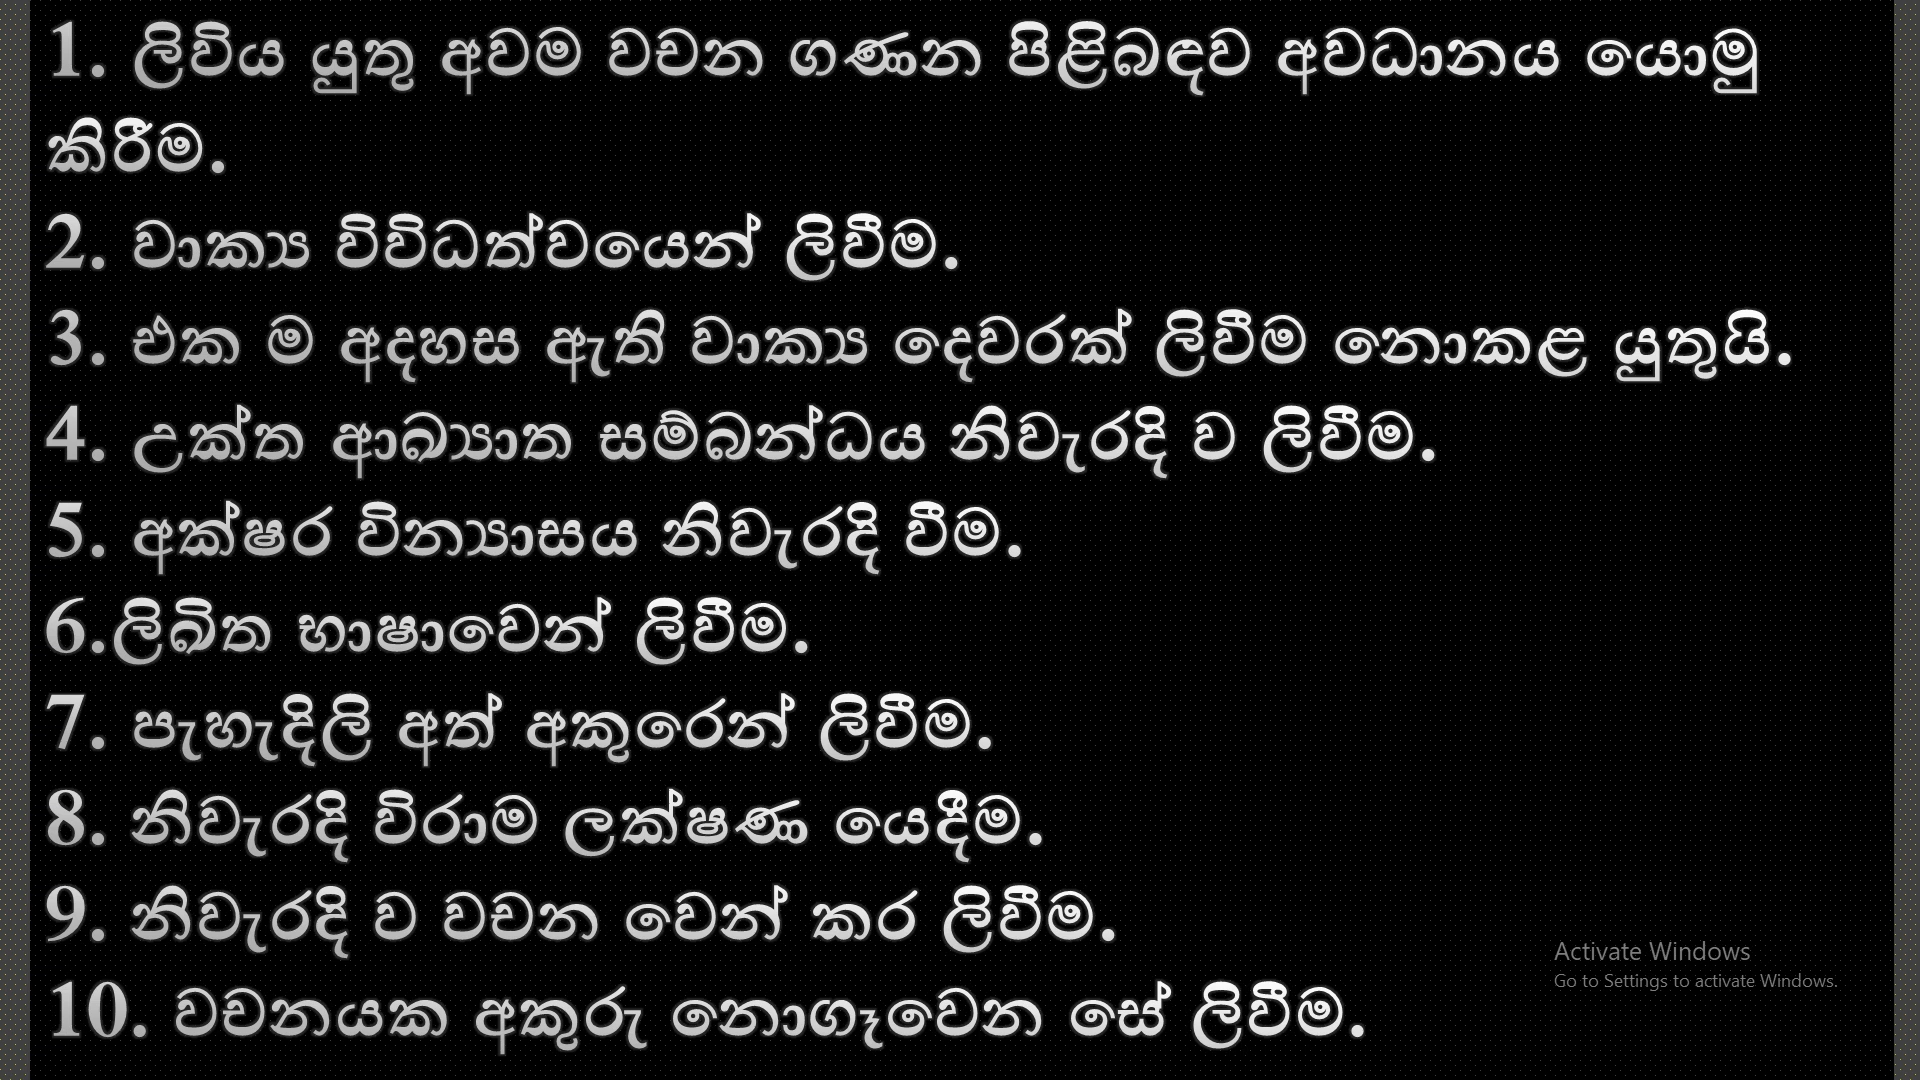 1. ලිවිය යුතු අවම වචන ගණන පිළිබඳව අවධානය යොමු
කිරීම.
2. වාක්‍ය විවිධත්වයෙන් ලිවීම.
3. එක ම අදහස ඇති වාක්‍ය දෙවරක් ලිවීම නොකළ යුතුයි.
4. උක්ත ආඛ්‍යාත සම්බන්ධය නිවැරදි ව ලිවීම.
5. අක්ෂර වින්‍යාසය නිවැරදි වීම.
6.ලිඛිත භාෂාවෙන් ලිවීම.
7. පැහැදිලි අත් අකුරෙන් ලිවීම.
8. නිවැරදි විරාම ලක්ෂණ යෙදීම.
9. නිවැරදි ව වචන වෙන් කර ලිවීම.
10. වචනයක අකුරු නොගෑවෙන සේ ලිවීම.
Activate Windows
Go to Settings to activate Windows.